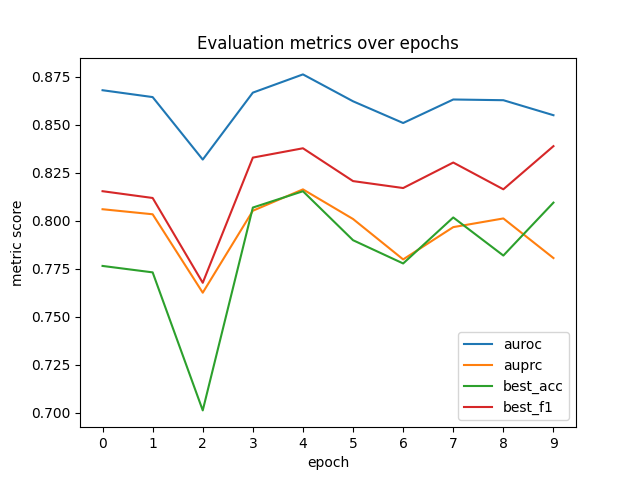 Evaluation metrics over epochs
metric score
0.875
0.850
0.825
0.800
0.775
0.750
0.725
0.700
auroc
auprc
best_acc
best_f1
0 1 2 3 4 5 6 7 8 9
epoch